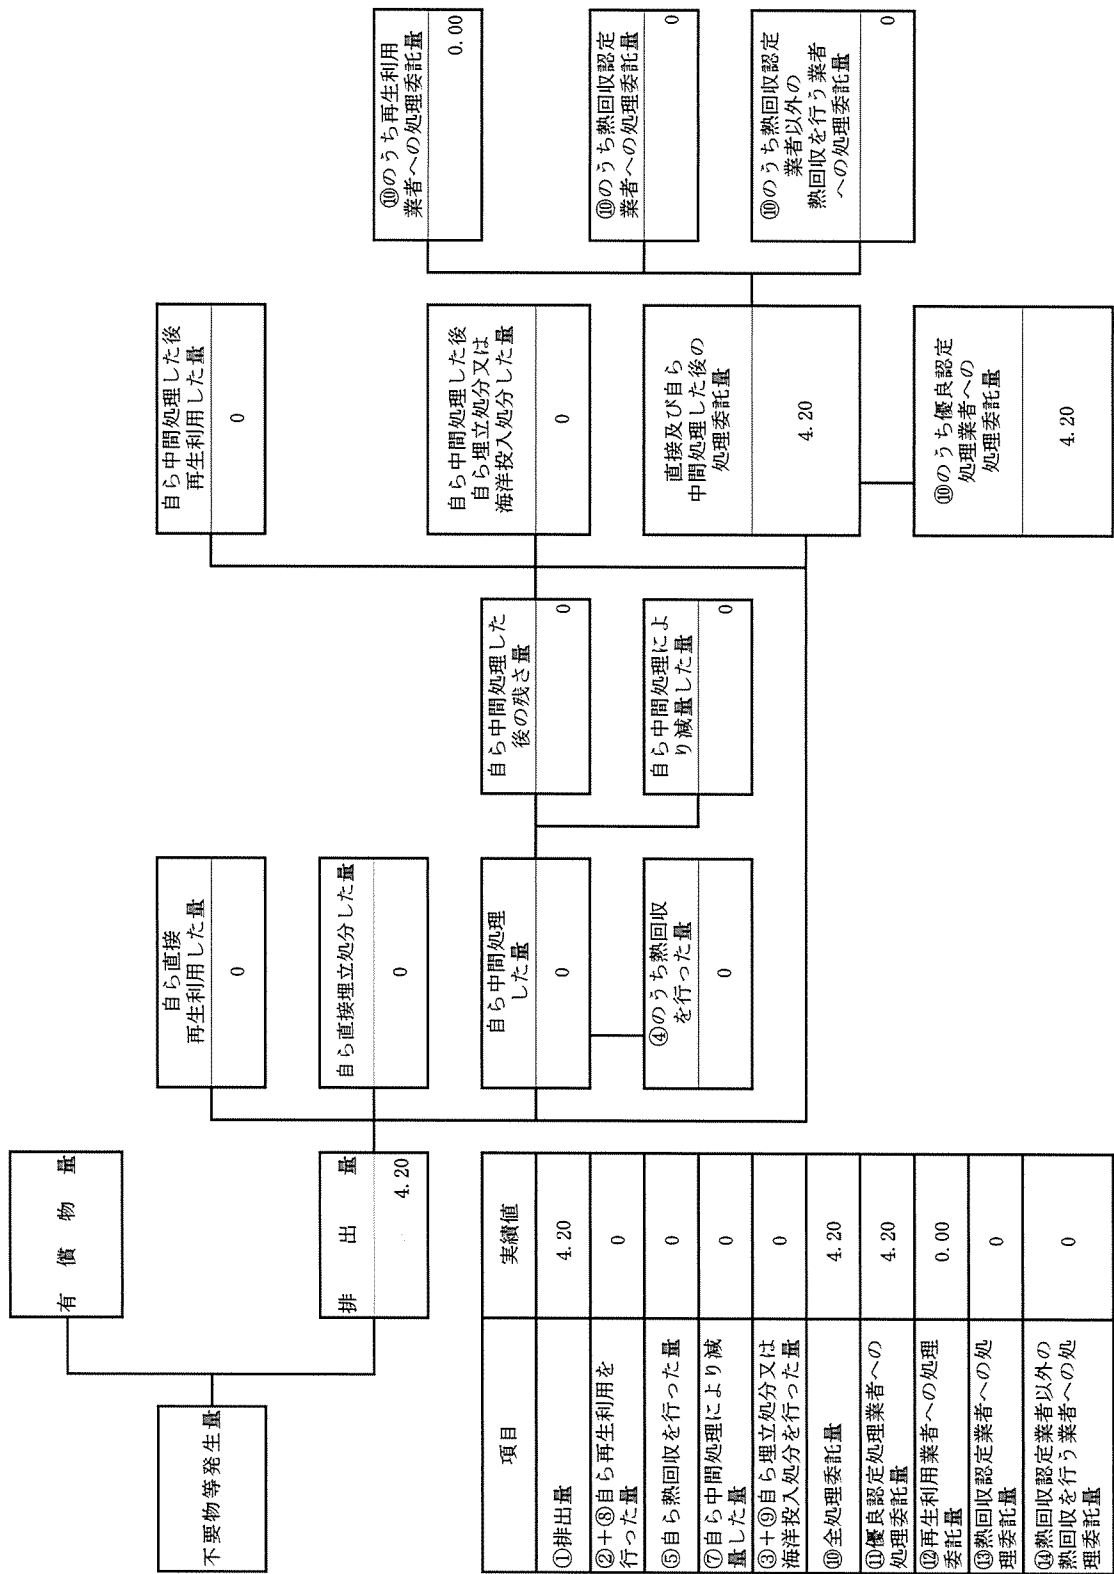 不要物等発生量
有償物量
排出量
4.20
自ら直接
再生利用した量
0
自ら直接埋立処分した量
0
自ら中間処理
した量
0
④のうち熱回収
を行った量
0
自ら中間処理した
後の残さ量
0
自ら中間処理によ
り減量した量
0
自ら中間処理した後
再生利用した量
0
自ら中間処理した後
自ら埋立処分又は
海洋投入処分した量
0
直接及び自ら
中間処理した後の
処理委託量
4.20
⑩のうち優良認定
処理業者への
処理委託量
4.20
⑩のうち再生利用
業者への処理委託量
0.00
⑩のうち熱回収認定
業者への処理委託量
0
⑩のうち熱回収認定
業者以外の
熱回収を行う業者
への処理委託量
0
項目
実績値
①排出量
4.20
②+⑧自ら再生利用を
行った量
0
⑤自ら熱回収を行った量
0
⑦自ら中間処理により減
量した量
0
③+⑨自ら埋立処分又は
海洋投入処分を行った量
0
⑩全処理委託量
4.20
⑪優良認定処理業者への
処理委託量
4.20
⑫再生利用業者への処理
委託量
0.00
⑬熱回収認定業者への処
理委託量
0
⑭熱回収認定業者以外の
熱回収を行う業者への処
理委託量
0